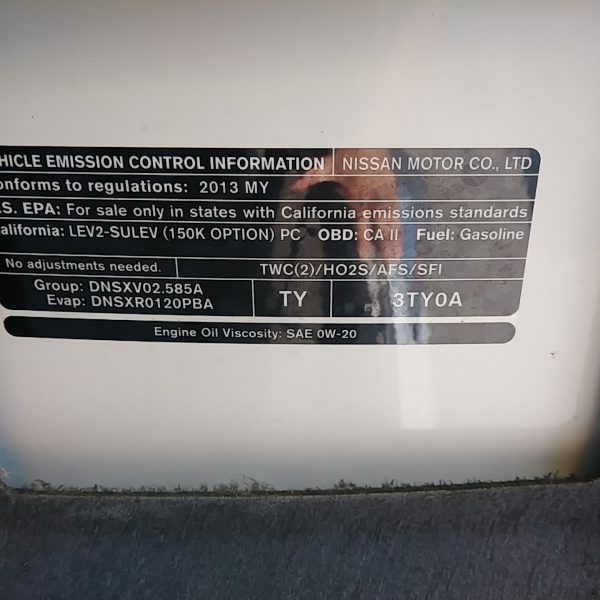 HICLE EMISSION CONTROL INFORMATION NISSAN MOTOR CO., LTD
onforms to regulations: 2013 MY
.S. EPA: For sale only in states with California emissions standards
alifornia: LEV2-SULEV (150K OPTION) PC OBD: CA II Fuel: Gasoline
No adjustments needed. TWC(2)/HO2S/AFS/SFI
Group: DNSXV02.585A
Evap: DNSXR0120PBA
TY
3TY0A
Engine Oil Viscosity: SAE 0W-20